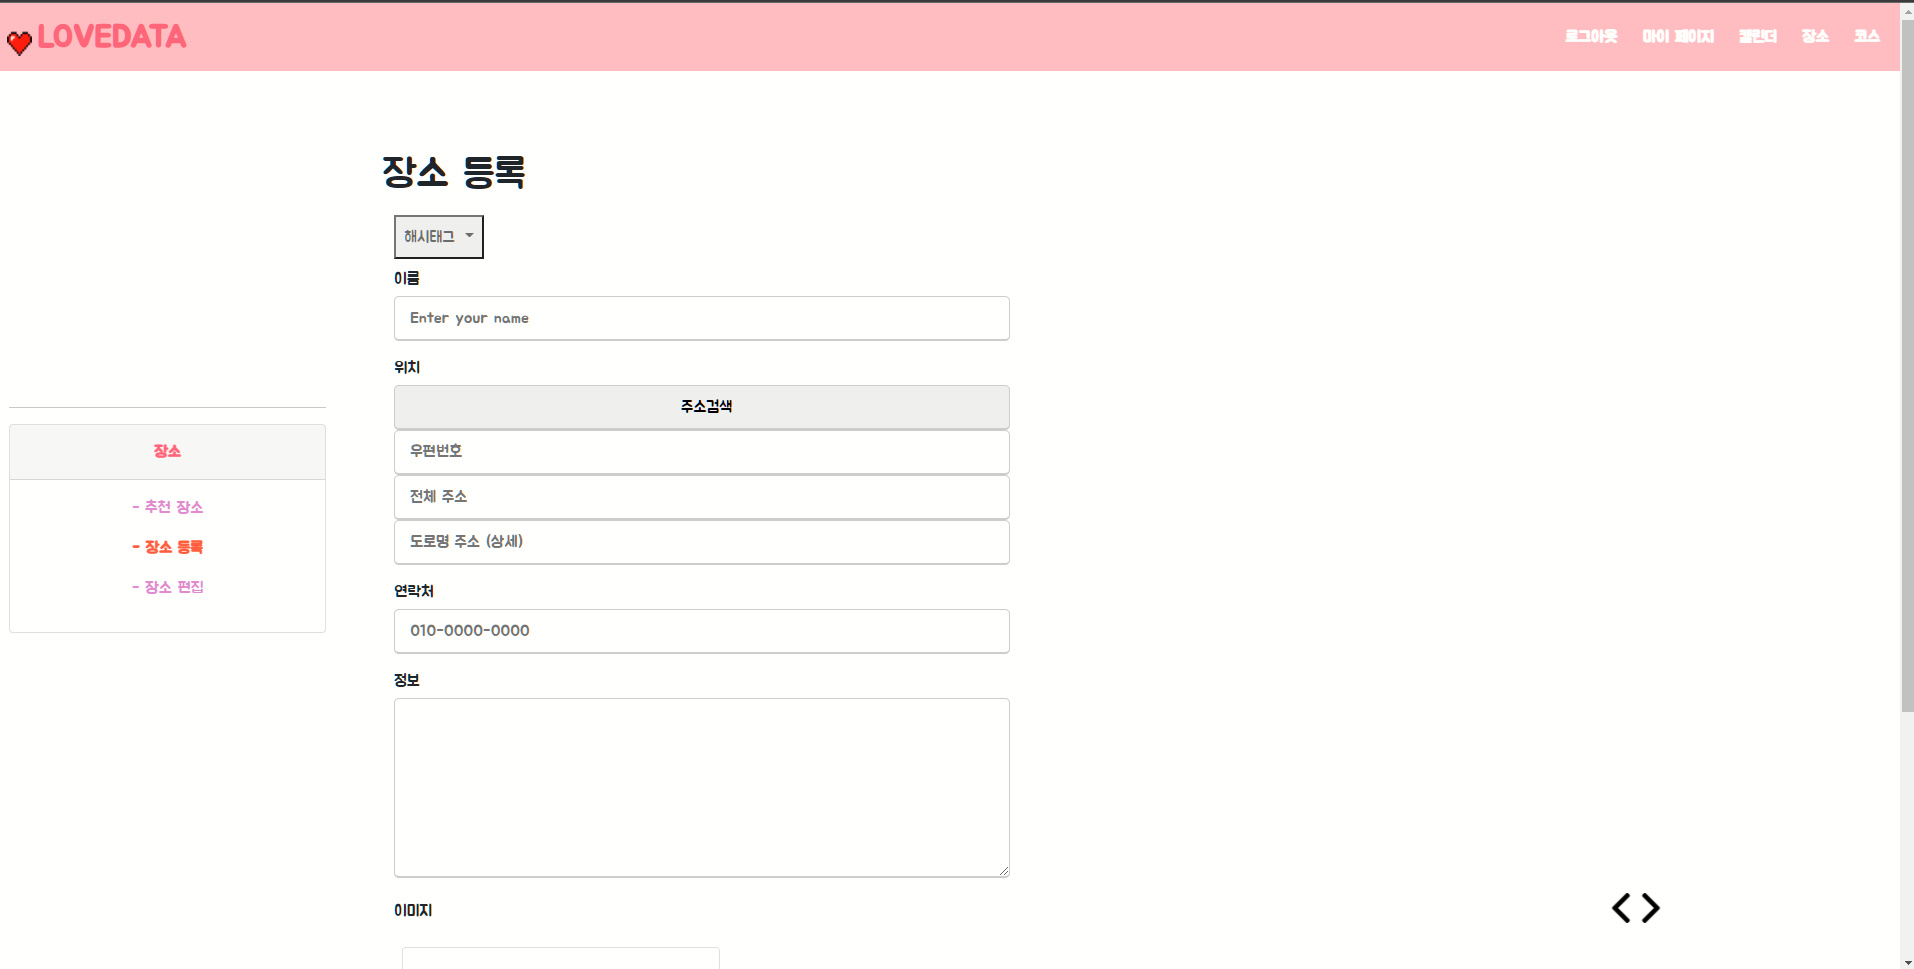 LOVEDATA
로그아웃 마이 페이지 캘린더 장소 코스
장소
- 추천 장소
- 장소 등록
- 장소 편집
장소 등록
해시태그
이름
Enter your name
위치
주소검색
우편번호
전체 주소
도로명 주소 (상세)
연락처
010-0000-0000
정보
이미지